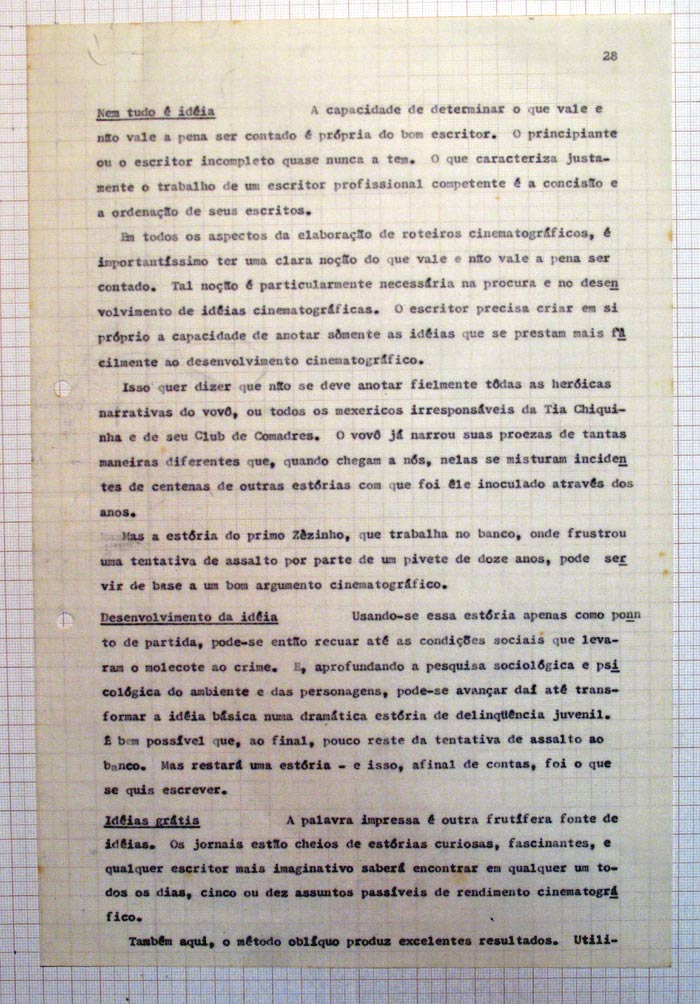 28
Nem tudo é idéia A capacidade de determinar o que vale e
não vale a pena ser contado é própria do bom escritor. O principiante
ou o escritor incompleto quase nunca a tem. O que caracteriza justa-
mente o trabalho de um escritor profissional competente é a concisão e
a ordenação de seus escritos.
Em todos os aspectos da elaboração de roteiros cinematográficos, é
importantíssimo ter uma clara noção do que vale e não vale a pena ser
contado. Tal noção é particularmente necessária na procura e no desen
volvimento de idéias cinematográficas. O escritor precisa criar em si
próprio a capacidade de anotar sòmente as idéias que se prestam mais fà
cilmente ao desenvolvimento cinematográfico.
Isso quer dizer que não se deve anotar fielmente tôdas as heróicas
narrativas do vovô, ou todos os mexericos irresponsáveis da Tia Chiqui-
nha e de seu Club de Comadres. O vovô já narrou suas proezas de tantas
maneiras diferentes que, quando chegam a nós, nelas se misturam inciden
tes de centenas de outras estórias com que foi êle inoculado através dos
anos.
Mas a estória do primo Zèzinho, que trabalha no banco, onde frustrou
uma tentativa de assalto por parte de um pivete de doze anos, pode ser
vir de base a um bom argumento cinematográfico.
Desenvolvimento da idéia Usando-se essa estória apenas como ponn
to de partida, pode-se então recuar até as condições sociais que leva-
ram o molecote ao crime. E, aprofundando a pesquisa sociológica e psi
cológica do ambiente e das personagens, pode-se avançar daí até trans-
formar a idéia básica numa dramática estória de delinqüência juvenil.
É bem possível que, ao final, pouco reste da tentativa de assalto ao
banco. Mas restará uma estória - e isso, afinal de contas, foi o que
se quis escrever.
Idéias grátis A palavra impressa é outra frutífera fonte de
idéias. Os jornais estão cheios de estórias curiosas, fascinantes, e
qualquer escritor mais imaginativo saberá encontrar em qualquer um to-
dos os dias, cinco ou dez assuntos passíveis de rendimento cinematográ
fico.
Também aqui, o método oblíquo produz excelentes resultados. Utili-